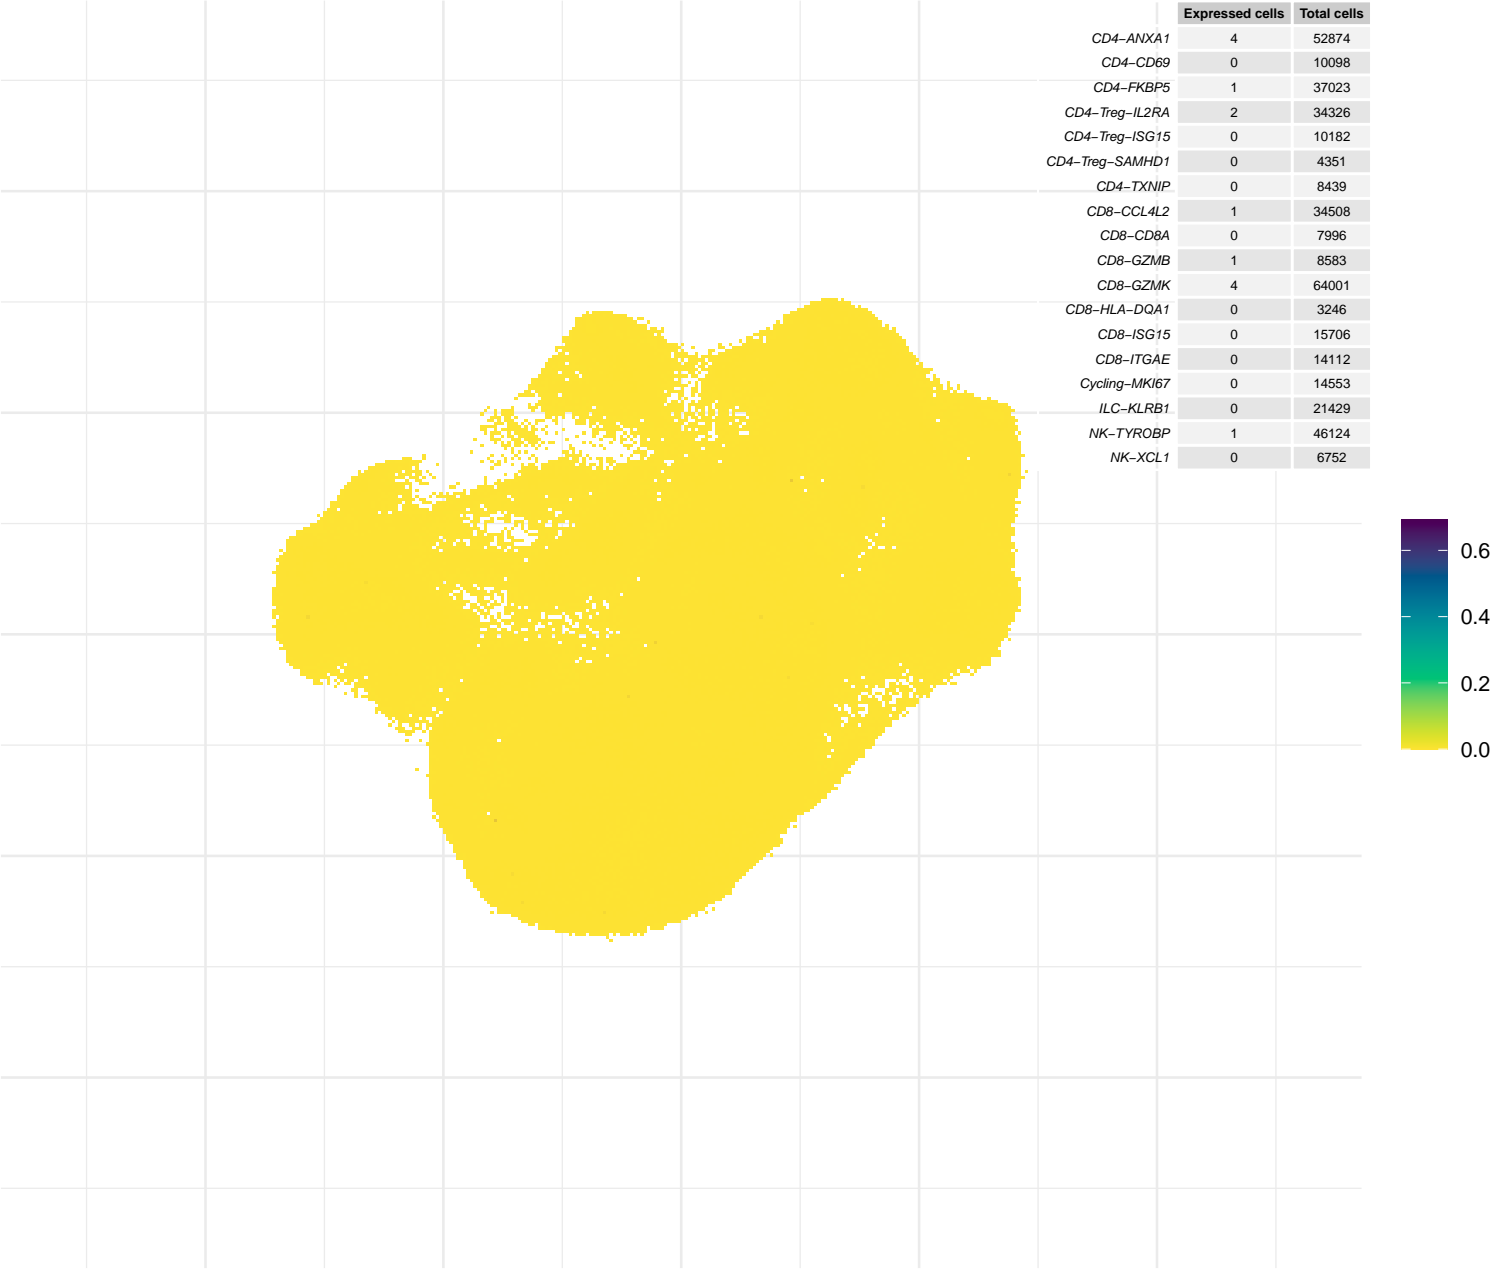 Expressed cells Total cells
CD4−ANXA1 4 52874
CD4−CD69 0 10098
CD4−FKBP5 1 37023
CD4−Treg−IL2RA 2 34326
CD4−Treg−ISG15 0 10182
CD4−Treg−SAMHD1 0 4351
CD4−TXNIP 0 8439
CD8−CCL4L2 1 34508
CD8−CD8A 0 7996
CD8−GZMB 1 8583
CD8−GZMK 4 64001
CD8−HLA−DQA1 0 3246
CD8−ISG15 0 15706
CD8−ITGAE 0 14112
Cycling−MKI67 0 14553
ILC−KLRB1 0 21429
NK−TYROBP 1 46124
NK−XCL1 0 6752
0.6
0.4
0.2
0.0